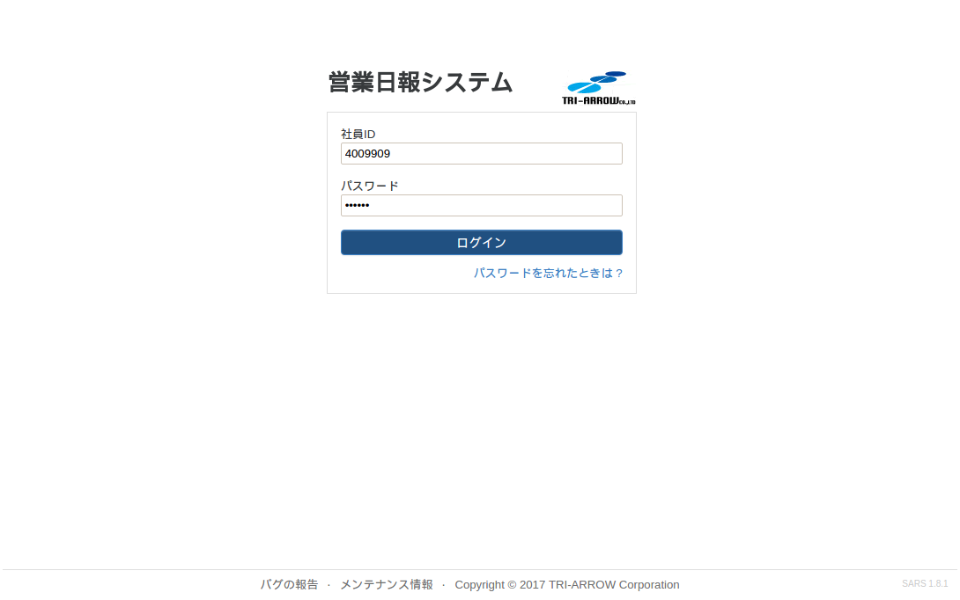 営業日報システム
TRI-ARROW CO.,LTD
社員ID
4009909
パスワード
••••••
ログイン
パスワードを忘れたときは？
バグの報告 · メンテナンス情報 · Copyright © 2017 TRI-ARROW Corporation
SARS 1.8.1